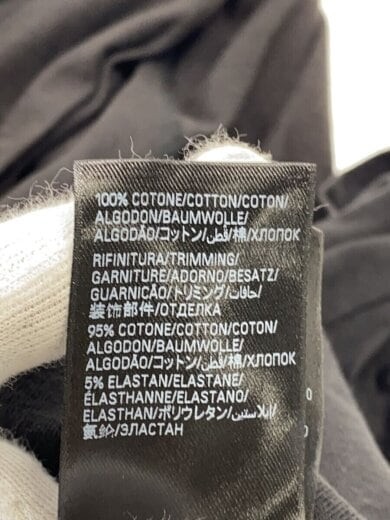 100% COTONE/COTTON/COTON/
ALGODON/BAUMWOLLE/
ALGODÃO/コットン/قطن/棉/ХЛОПОК
RIFINITURA/TRIMMING/
GARNITURE/ADORNO/BESATZ/
GUARNICÃO/トリミング/حافات/
装饰部件/ОТДЕЛКА
95% COTONE/COTTON/COTON/
ALGODON/BAUMWOLLE/
ALGODÃO/コットン/قطن/棉/ХЛОПОК
5% ELASTAN/ELASTANE/
ÉLASTHANNE/ELASTANO/
ELASTHAN/ポリウレタン/إيلاستين/
氨纶/ЭЛАСТАН